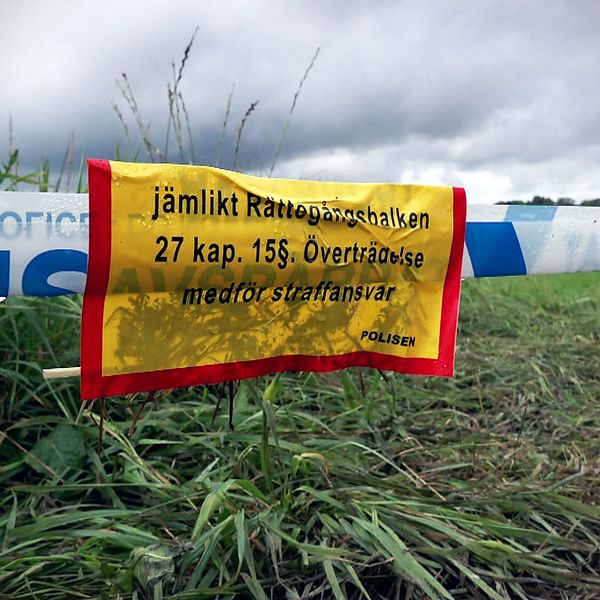 jämlikt Rättegångsbalken
27 kap. 15§. Överträdelse
medför straffansvar
POLISEN